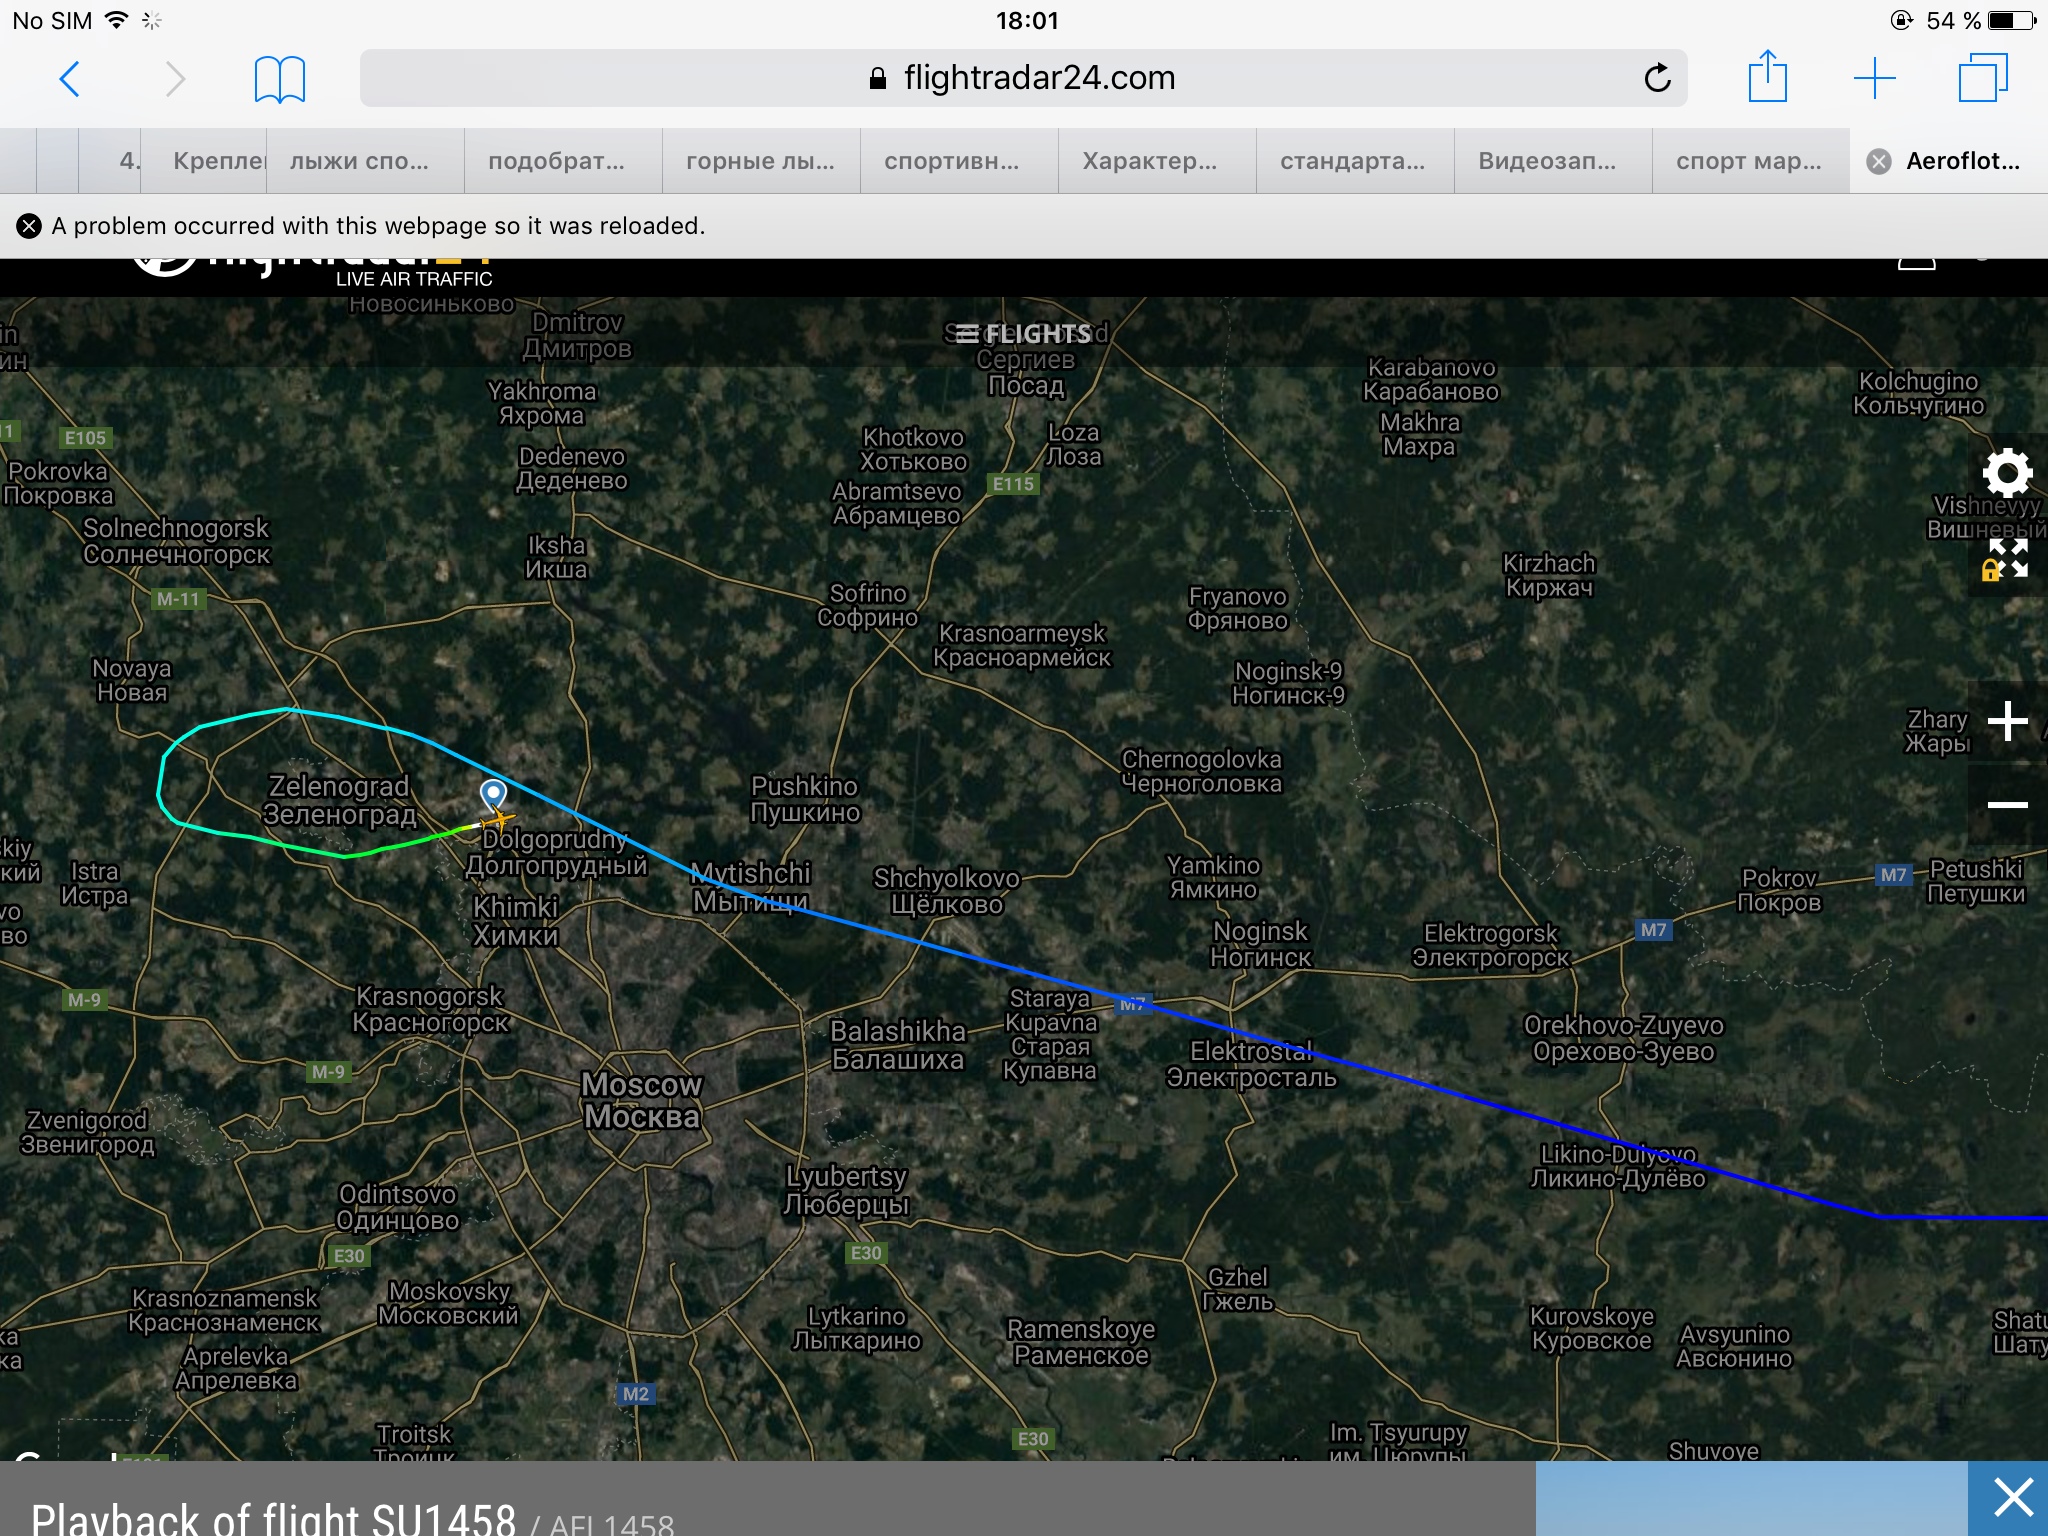 No SIM
18:01
54 %
flightradar24.com
4.
Крепле
лыжи спо...
подобрат...
горные лы...
спортивн...
Характер...
стандарта...
Видеозап...
спорт мар...
Aeroflot...
A problem occurred with this webpage so it was reloaded.
LIVE AIR TRAFFIC
Новосиньково
FLIGHTS
Dmitrov
Дмитров
Сергиев
Посад
Karabanovo
Карабаново
Kolchugino
Кольчугино
Yakhroma
Яхрома
Makhra
Махра
E105
Khotkovo
Хотьково
Loza
Лоза
Pokrovka
Покровка
Dedenevo
Деденево
E115
Abramtsevo
Абрамцево
Vishnevyy
Вишневый
Solnechnogorsk
Солнечногорск
Iksha
Икша
Kirzhach
Киржач
M-11
Sofrino
Софрино
Fryanovo
Фряново
Krasnoarmeysk
Красноармейск
Novaya
Новая
Noginsk-9
Ногинск-9
Zhary
Жары
Chernogolovka
Черноголовка
Zelenograd
Зеленоград
Pushkino
Пушкино
Dolgoprudny
Долгопрудный
Istra
Истра
Mytishchi
Мытищи
Shchyolkovo
Щёлково
Yamkino
Ямкино
Pokrov
Покров
M7
Petushki
Петушки
Khimki
Химки
Noginsk
Ногинск
Elektrogorsk
Электрогорск
M7
M-9
Krasnogorsk
Красногорск
Staraya
Kupavna
Старая
Купавна
M7
Balashikha
Балашиха
Orekhovo-Zuyevo
Орехово-Зуево
Elektrostal
Электросталь
M-9
Moscow
Москва
Zvenigorod
Звенигород
Likino-Dulyovo
Ликино-Дулёво
Lyubertsy
Люберцы
Odintsovo
Одинцово
E30
E30
Gzhel
Гжель
Krasnoznamensk
Краснознаменск
Moskovsky
Московский
Lytkarino
Лыткарино
Ramenskoye
Раменское
Kurovskoye
Куровское
Avsyunino
Авсюнино
Aprelevka
Апрелевка
M2
Troitsk
Троицк
E30
Im. Tsyurupy
им. Цюрупы
Shuvoye
Playback of flight SU1458 / AFL1458